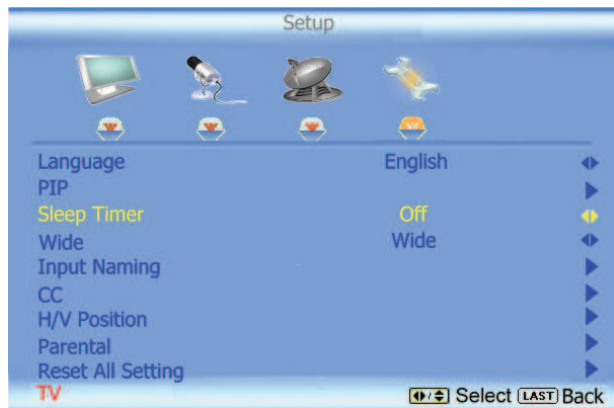 Setup
Language English
PIP
Sleep Timer Off
Wide Wide
Input Naming
CC
H/V Position
Parental
Reset All Setting
TV Select LAST Back